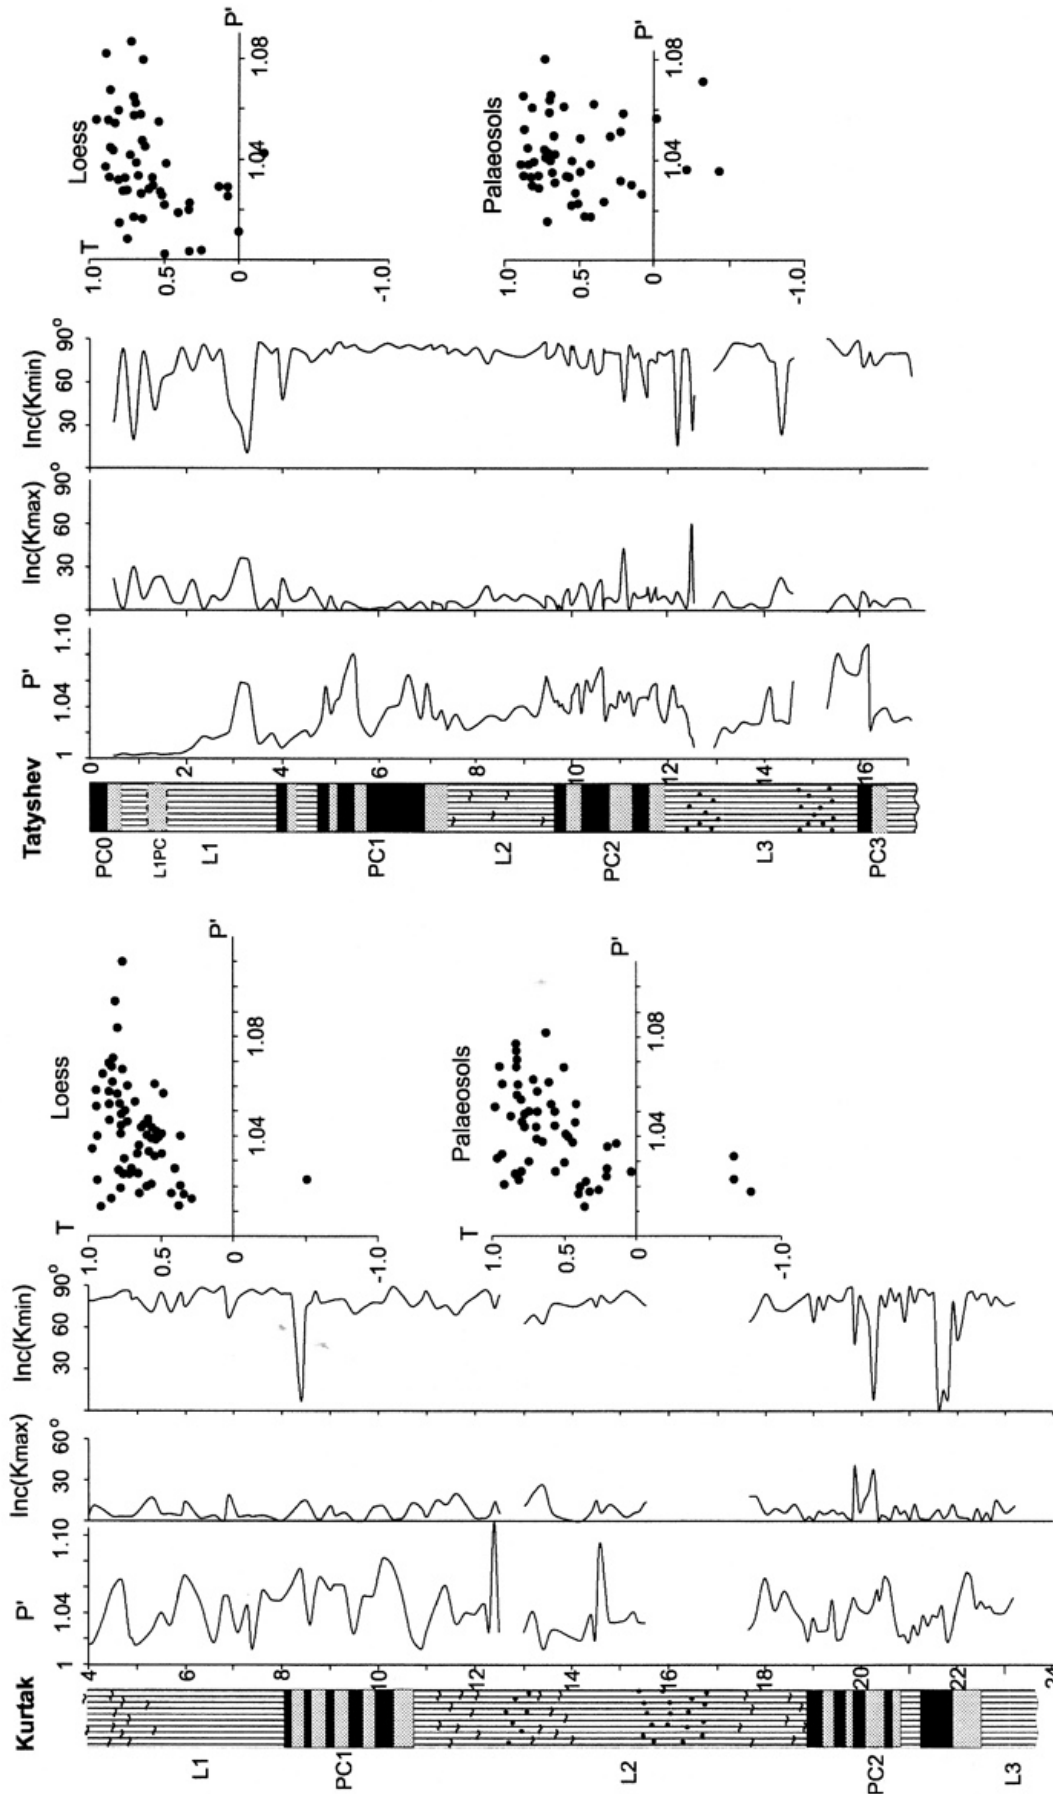 Kurtak
P'
Inc(Kmax)
Inc(Kmin)
1 1.04 1.10
30 60
30 60 90°
4
6
8
10
12
14
16
18
20
22
24
L1
PC1
L2
PC2
L3
T
Loess
1.0
0.5
0
-1.0
1.04 1.08
P'
T
Palaeosols
1.0
0.5
0
-1.0
1.04 1.08
P'
Tatyshev
P'
Inc(Kmax)
Inc(Kmin)
1 1.04 1.10
30 60 90°
30 60 90°
0
2
4
6
8
10
12
14
16
PC0
L1PC
L1
PC1
L2
PC2
L3
PC3
T
Loess
1.0
0.5
0
-1.0
1.04 1.08
P'
Palaeosols
1.0
0.5
0
-1.0
1.04 1.08
P'